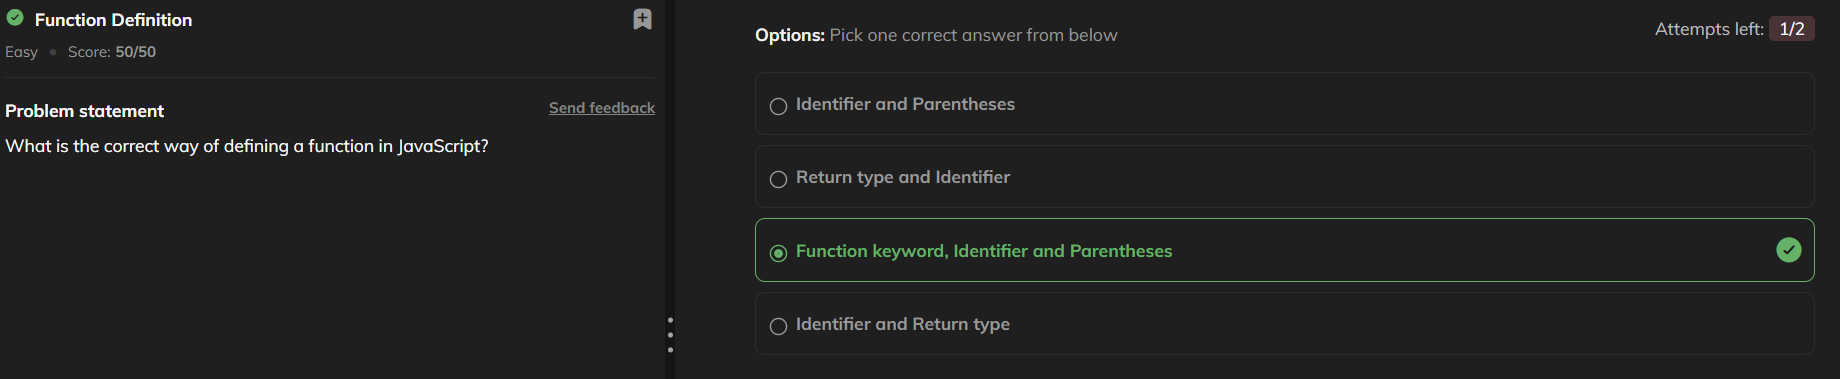 Function Definition
Easy • Score: 50/50
Problem statement
Send feedback
What is the correct way of defining a function in JavaScript?
Options: Pick one correct answer from below
Attempts left: 1/2
Identifier and Parentheses
Return type and Identifier
Function keyword, Identifier and Parentheses
Identifier and Return type